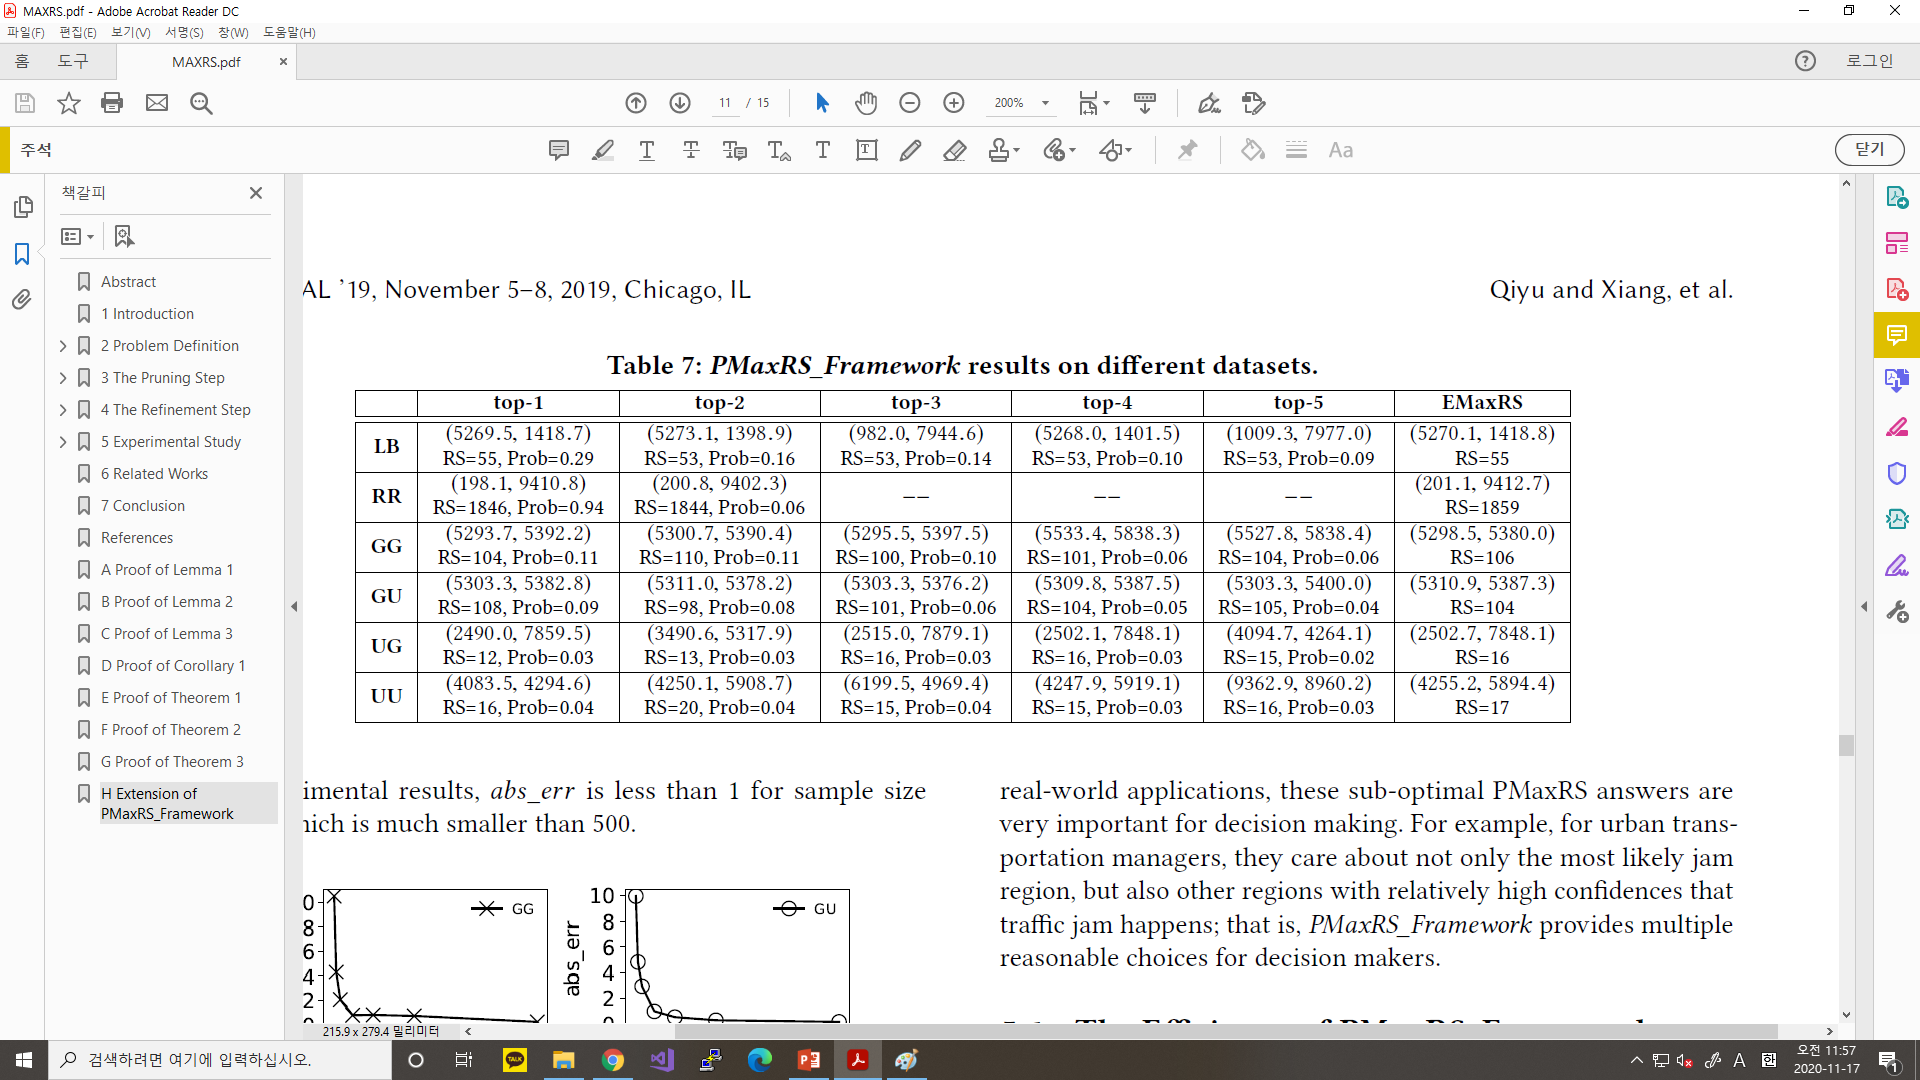 MAXRS.pdf - Adobe Acrobat Reader DC
파일(F) 편집(E) 보기(V) 서명(S) 창(W) 도움말(H)
홈 도구 MAXRS.pdf 로그인
11 / 15 200%
주석 닫기
책갈피
Abstract
1 Introduction
2 Problem Definition
3 The Pruning Step
4 The Refinement Step
5 Experimental Study
6 Related Works
7 Conclusion
References
A Proof of Lemma 1
B Proof of Lemma 2
C Proof of Lemma 3
D Proof of Corollary 1
E Proof of Theorem 1
F Proof of Theorem 2
G Proof of Theorem 3
H Extension of
PMaxRS_Framework
AL ’19, November 5–8, 2019, Chicago, IL Qiyu and Xiang, et al.
Table 7: PMaxRS_Framework results on different datasets.
top-1 top-2 top-3 top-4 top-5 EMaxRS
LB (5269.5, 1418.7) (5273.1, 1398.9) (982.0, 7944.6) (5268.0, 1401.5) (1009.3, 7977.0) (5270.1, 1418.8)
RS=55, Prob=0.29 RS=53, Prob=0.16 RS=53, Prob=0.14 RS=53, Prob=0.10 RS=53, Prob=0.09 RS=55
RR (198.1, 9410.8) (200.8, 9402.3) −− −− −− (201.1, 9412.7)
RS=1846, Prob=0.94 RS=1844, Prob=0.06 RS=1859
GG (5293.7, 5392.2) (5300.7, 5390.4) (5295.5, 5397.5) (5533.4, 5838.3) (5527.8, 5838.4) (5298.5, 5380.0)
RS=104, Prob=0.11 RS=110, Prob=0.11 RS=100, Prob=0.10 RS=101, Prob=0.06 RS=104, Prob=0.06 RS=106
GU (5303.3, 5382.8) (5311.0, 5378.2) (5303.3, 5376.2) (5309.8, 5387.5) (5303.3, 5400.0) (5310.9, 5387.3)
RS=108, Prob=0.09 RS=98, Prob=0.08 RS=101, Prob=0.06 RS=104, Prob=0.05 RS=105, Prob=0.04 RS=104
UG (2490.0, 7859.5) (3490.6, 5317.9) (2515.0, 7879.1) (2502.1, 7848.1) (4094.7, 4264.1) (2502.7, 7848.1)
RS=12, Prob=0.03 RS=13, Prob=0.03 RS=16, Prob=0.03 RS=16, Prob=0.03 RS=15, Prob=0.02 RS=16
UU (4083.5, 4294.6) (4250.1, 5908.7) (6199.5, 4969.4) (4247.9, 5919.1) (9362.9, 8960.2) (4255.2, 5894.4)
RS=16, Prob=0.04 RS=20, Prob=0.04 RS=15, Prob=0.04 RS=15, Prob=0.03 RS=16, Prob=0.03 RS=17
imental results, abs_err is less than 1 for sample size
hich is much smaller than 500.
0 GG
8
6
4
2
abs_err
10 GU
8
6
4
2
real-world applications, these sub-optimal PMaxRS answers are
very important for decision making. For example, for urban trans-
portation managers, they care about not only the most likely jam
region, but also other regions with relatively high confidences that
traffic jam happens; that is, PMaxRS_Framework provides multiple
reasonable choices for decision makers.
215.9 x 279.4 밀리미터
검색하려면 여기에 입력하십시오.
TALK
A 한
오전 11:57
2020-11-17
1